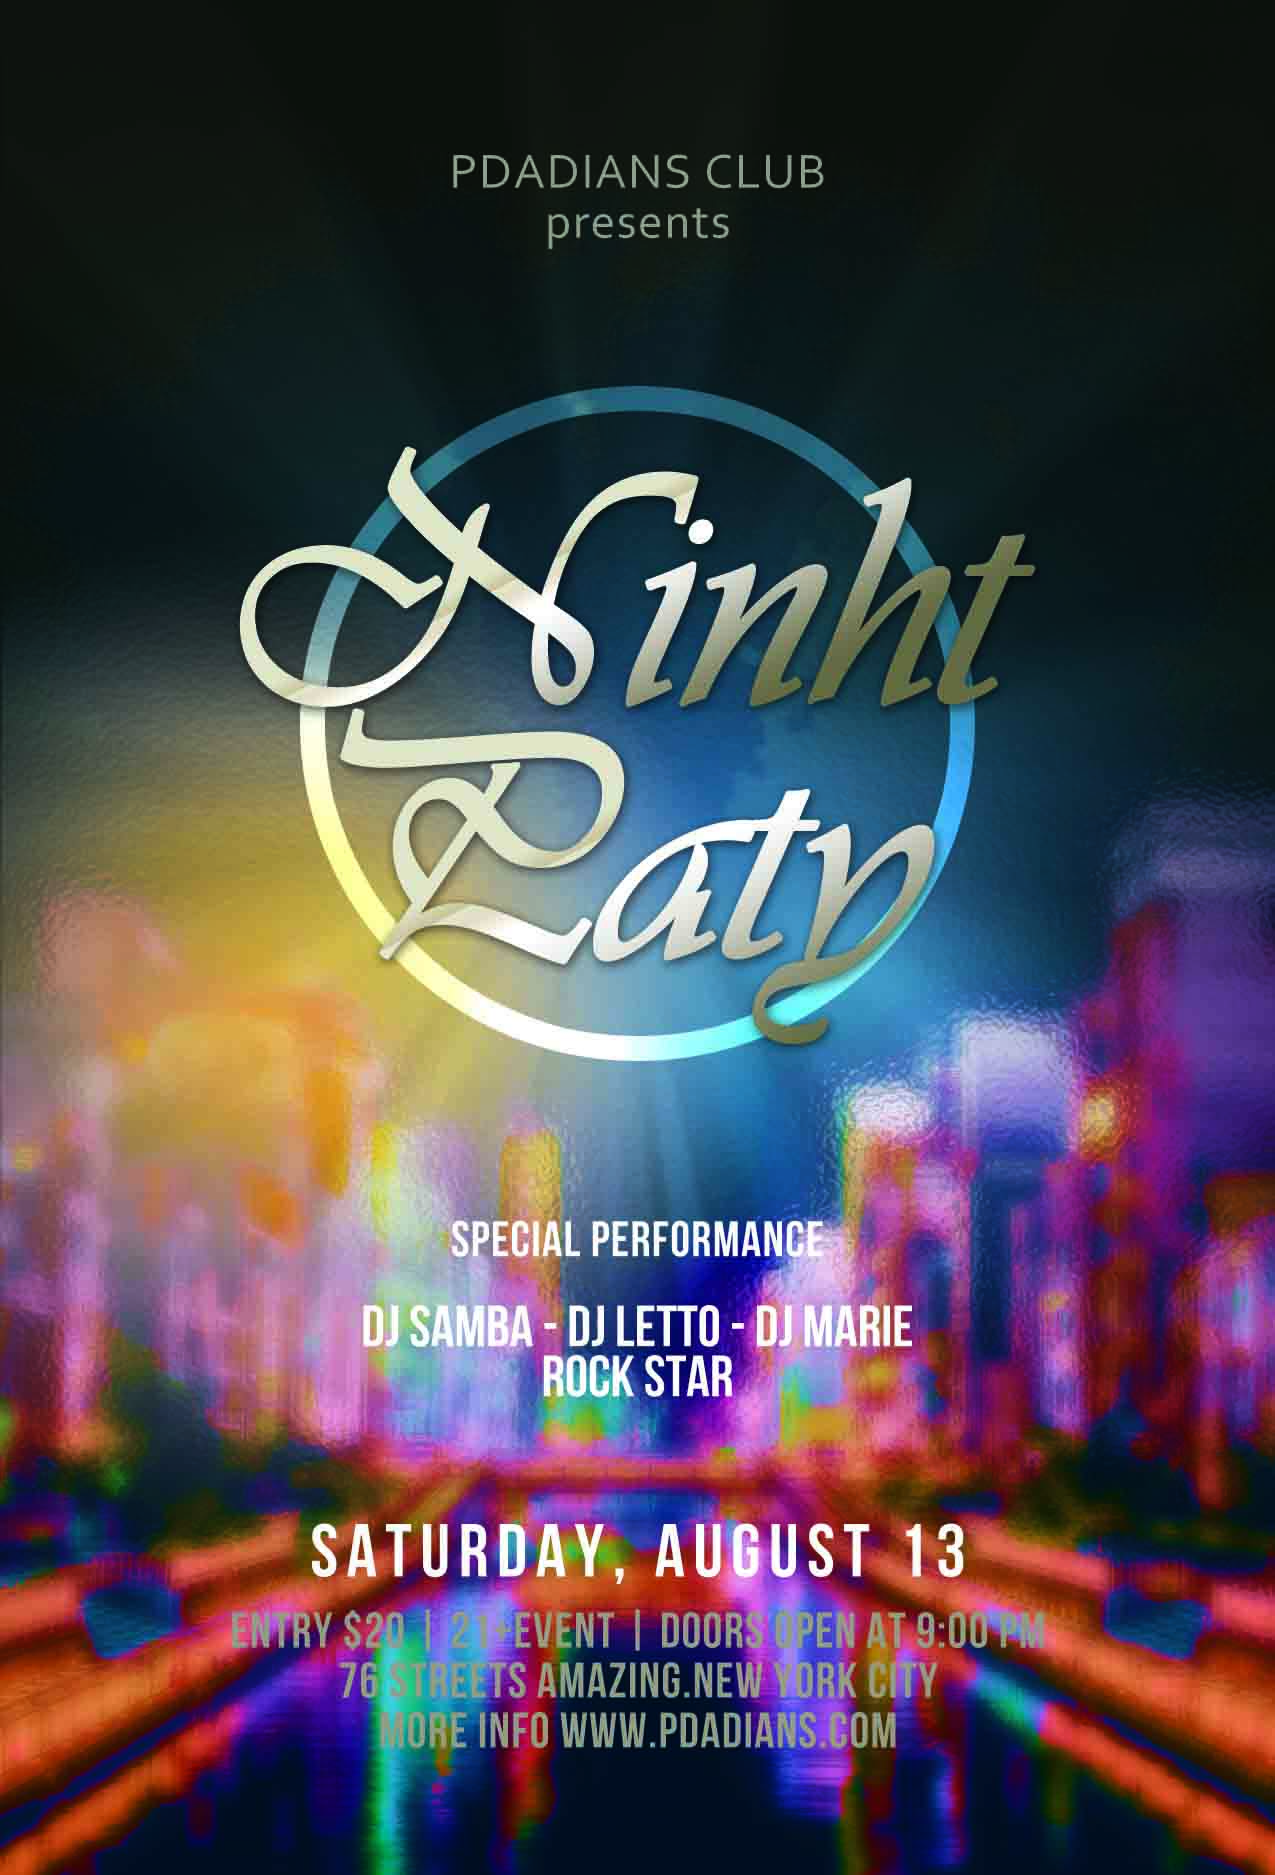 PDADIANS CLUB
presents
Ninht
Paty
SPECIAL PERFORMANCE
DJ SAMBA - DJ LETTO - DJ MARIE
ROCK STAR
SATURDAY, AUGUST 13
ENTRY $20 | 21+EVENT | DOORS OPEN AT 9:00 PM
76 STREETS AMAZING.NEW YORK CITY
MORE INFO WWW.PDADIANS.COM